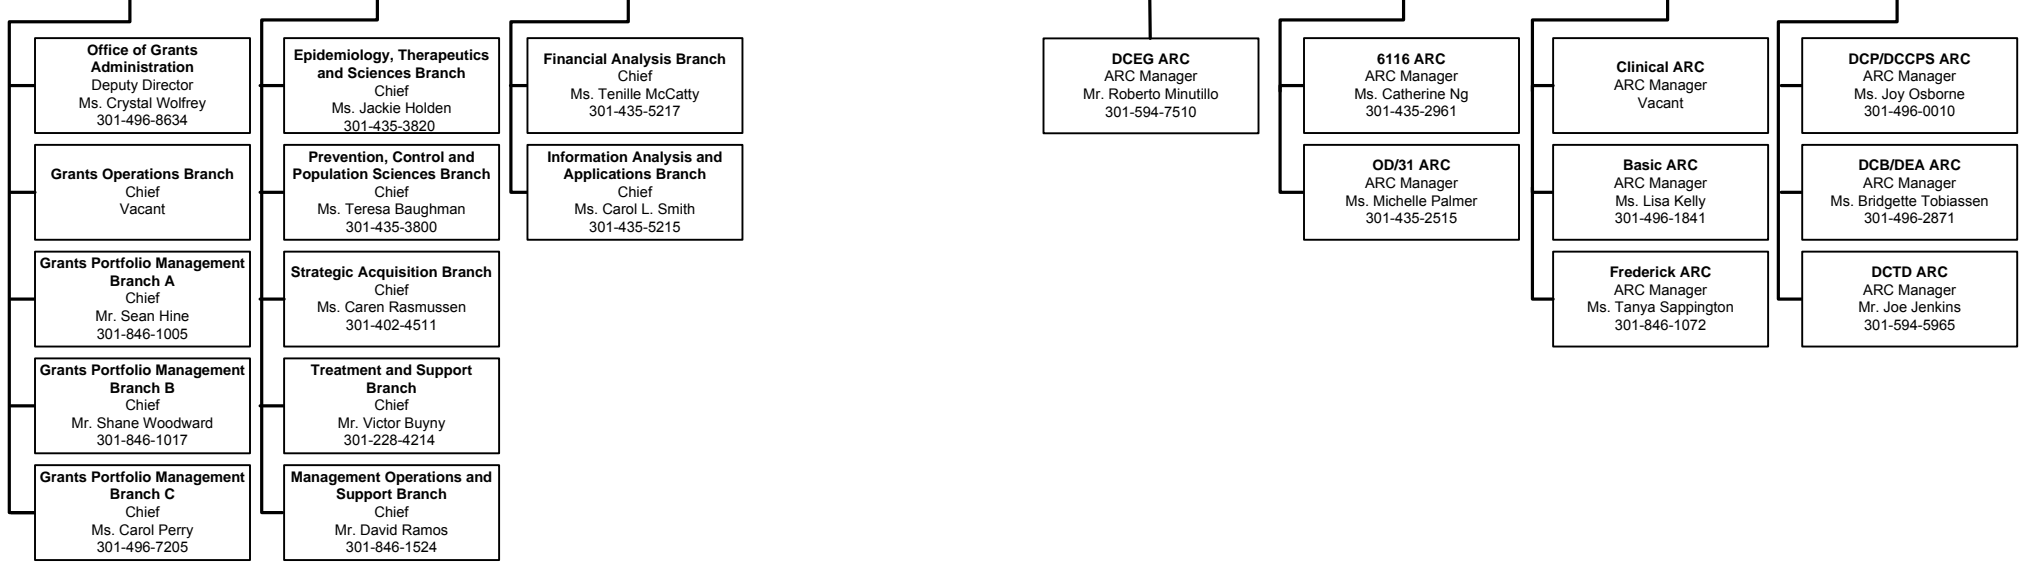 Office of Grants
Administration
Deputy Director
Ms. Crystal Wolfrey
301-496-8634
Grants Operations Branch
Chief
Vacant
Grants Portfolio Management
Branch A
Chief
Mr. Sean Hine
301-846-1005
Grants Portfolio Management
Branch B
Chief
Mr. Shane Woodward
301-846-1017
Grants Portfolio Management
Branch C
Chief
Ms. Carol Perry
301-496-7205
Epidemiology, Therapeutics
and Sciences Branch
Chief
Ms. Jackie Holden
301-435-3820
Prevention, Control and
Population Sciences Branch
Chief
Ms. Teresa Baughman
301-435-3800
Strategic Acquisition Branch
Chief
Ms. Caren Rasmussen
301-402-4511
Treatment and Support
Branch
Chief
Mr. Victor Buyny
301-228-4214
Management Operations and
Support Branch
Chief
Mr. David Ramos
301-846-1524
Financial Analysis Branch
Chief
Ms. Tenille McCatty
301-435-5217
Information Analysis and
Applications Branch
Chief
Ms. Carol L. Smith
301-435-5215
DCEG ARC
ARC Manager
Mr. Roberto Minutillo
301-594-7510
6116 ARC
ARC Manager
Ms. Catherine Ng
301-435-2961
OD/31 ARC
ARC Manager
Ms. Michelle Palmer
301-435-2515
Clinical ARC
ARC Manager
Vacant
Basic ARC
ARC Manager
Ms. Lisa Kelly
301-496-1841
Frederick ARC
ARC Manager
Ms. Tanya Sappington
301-846-1072
DCP/DCCPS ARC
ARC Manager
Ms. Joy Osborne
301-496-0010
DCB/DEA ARC
ARC Manager
Ms. Bridgette Tobiassen
301-496-2871
DCTD ARC
ARC Manager
Mr. Joe Jenkins
301-594-5965